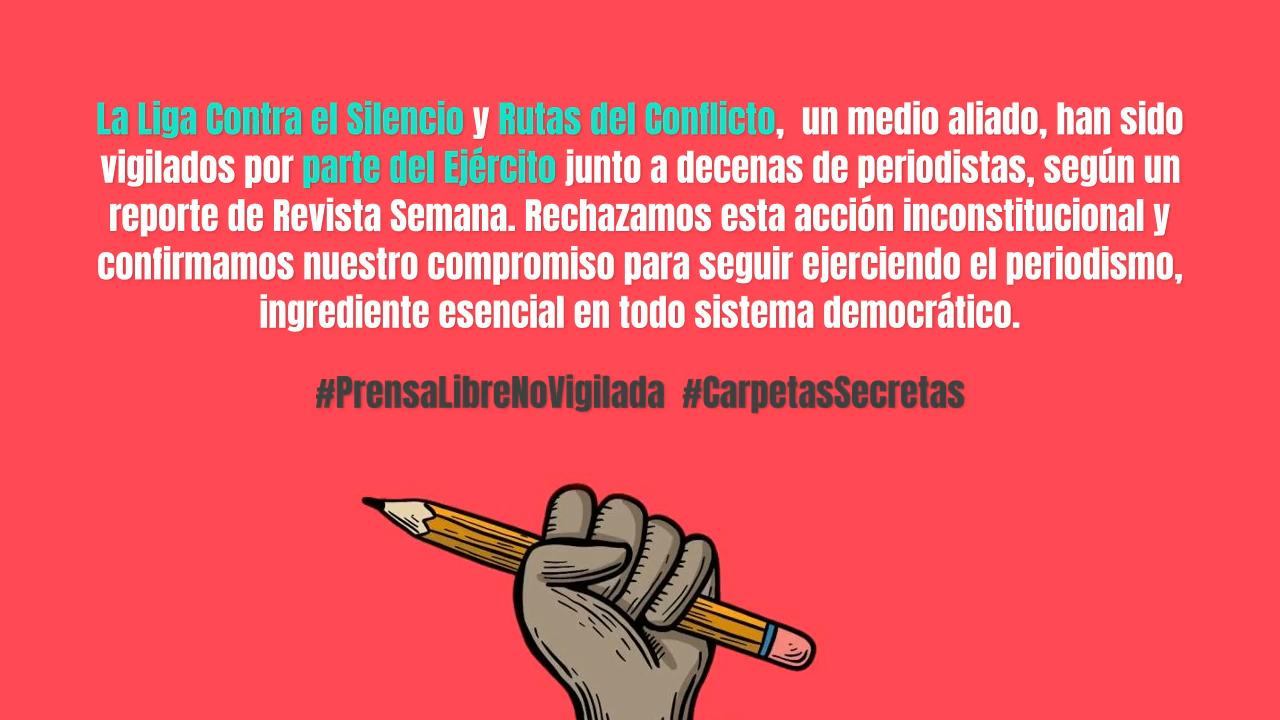 La Liga Contra el Silencio y Rutas del Conflicto, un medio aliado, han sido
vigilados por parte del Ejército junto a decenas de periodistas, según un
reporte de Revista Semana. Rechazamos esta acción inconstitucional y
confirmamos nuestro compromiso para seguir ejerciendo el periodismo,
ingrediente esencial en todo sistema democrático.
#PrensaLibreNoVigilada #CarpetasSecretas